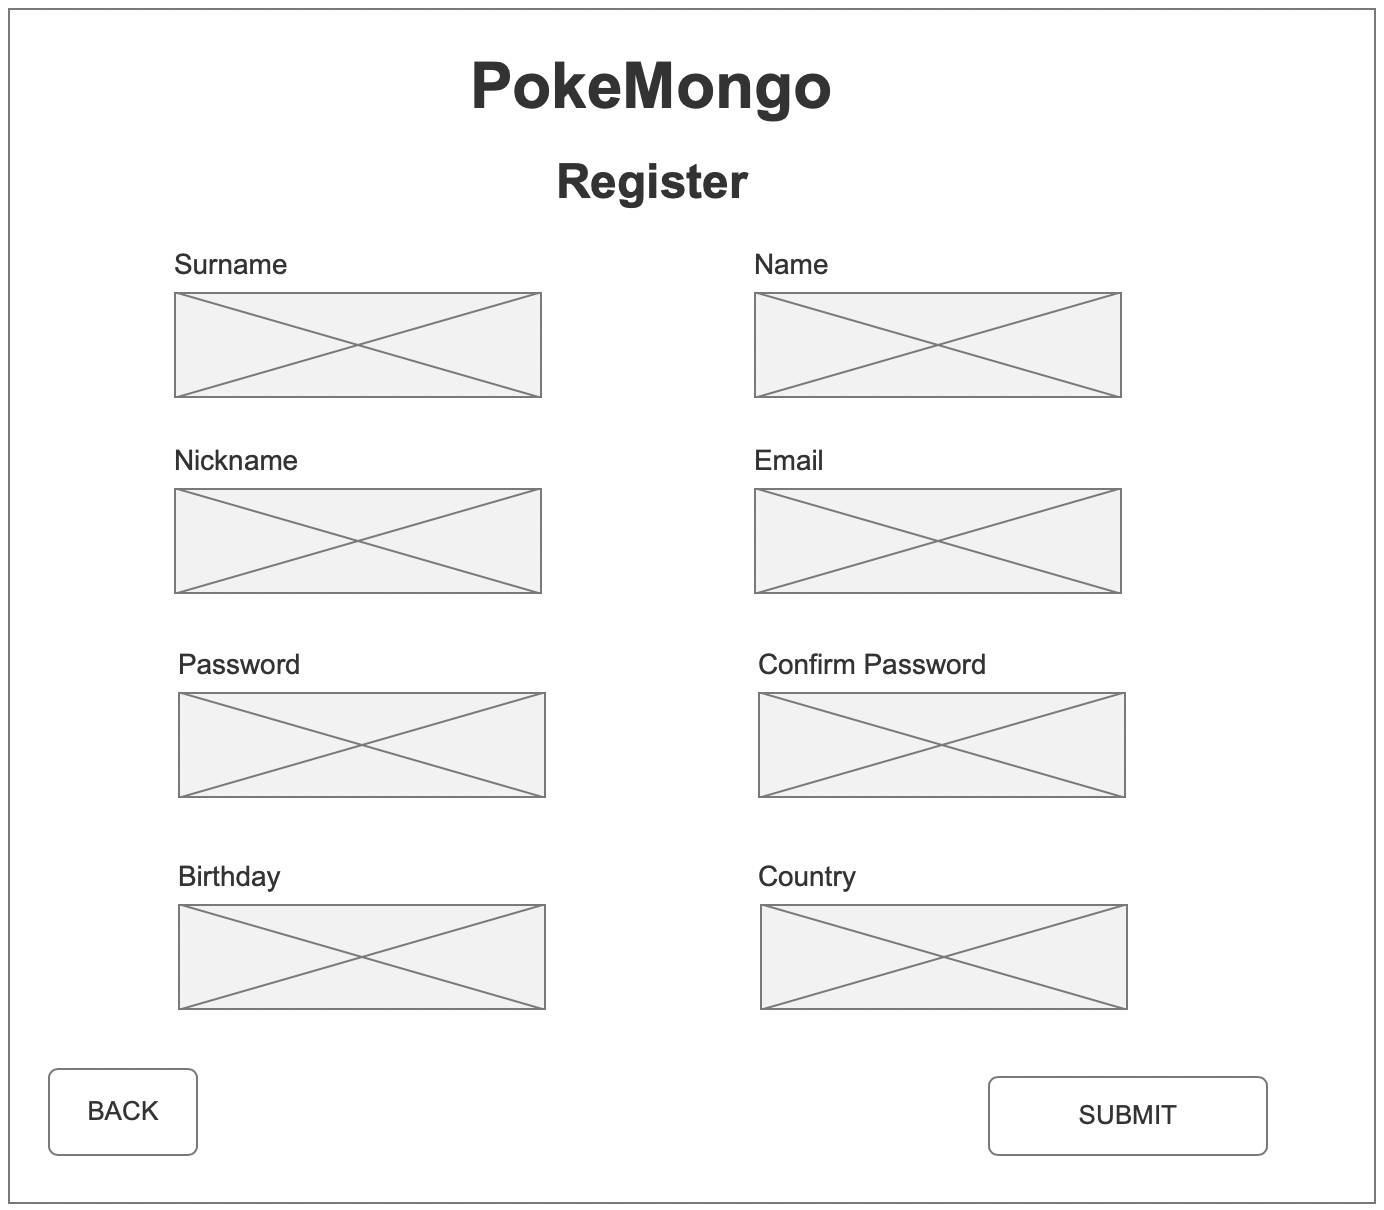 PokeMongo
Register
Surname
Name
Nickname
Email
Password
Confirm Password
Birthday
Country
BACK
SUBMIT